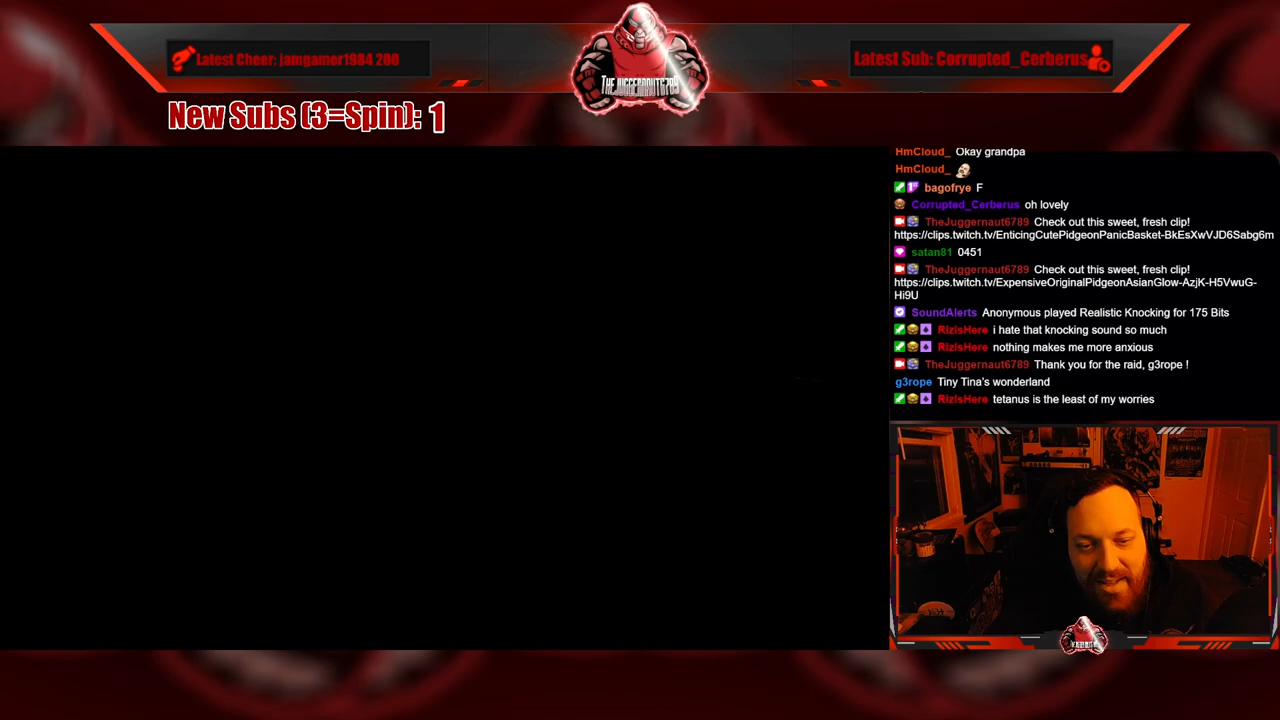 Latest Cheer: jamgamer1984 200
THEJUGGERNAUT6789
Latest Sub: Corrupted_Cerberus
New Subs (3=Spin): 1
HmCloud_ Okay grandpa
HmCloud_
bagofrye F
Corrupted_Cerberus oh lovely
TheJuggernaut6789 Check out this sweet, fresh clip!
https://clips.twitch.tv/EnticingCutePidgeonPanicBasket-BkEsXwVJD6Sabg6m
satan81 0451
TheJuggernaut6789 Check out this sweet, fresh clip!
https://clips.twitch.tv/ExpensiveOriginalPidgeonAsianGlow-AzjK-H5VwuG-
Hi9U
SoundAlerts Anonymous played Realistic Knocking for 175 Bits
RizIsHere i hate that knocking sound so much
RizIsHere nothing makes me more anxious
TheJuggernaut6789 Thank you for the raid, g3rope !
g3rope Tiny Tina's wonderland
RizIsHere tetanus is the least of my worries